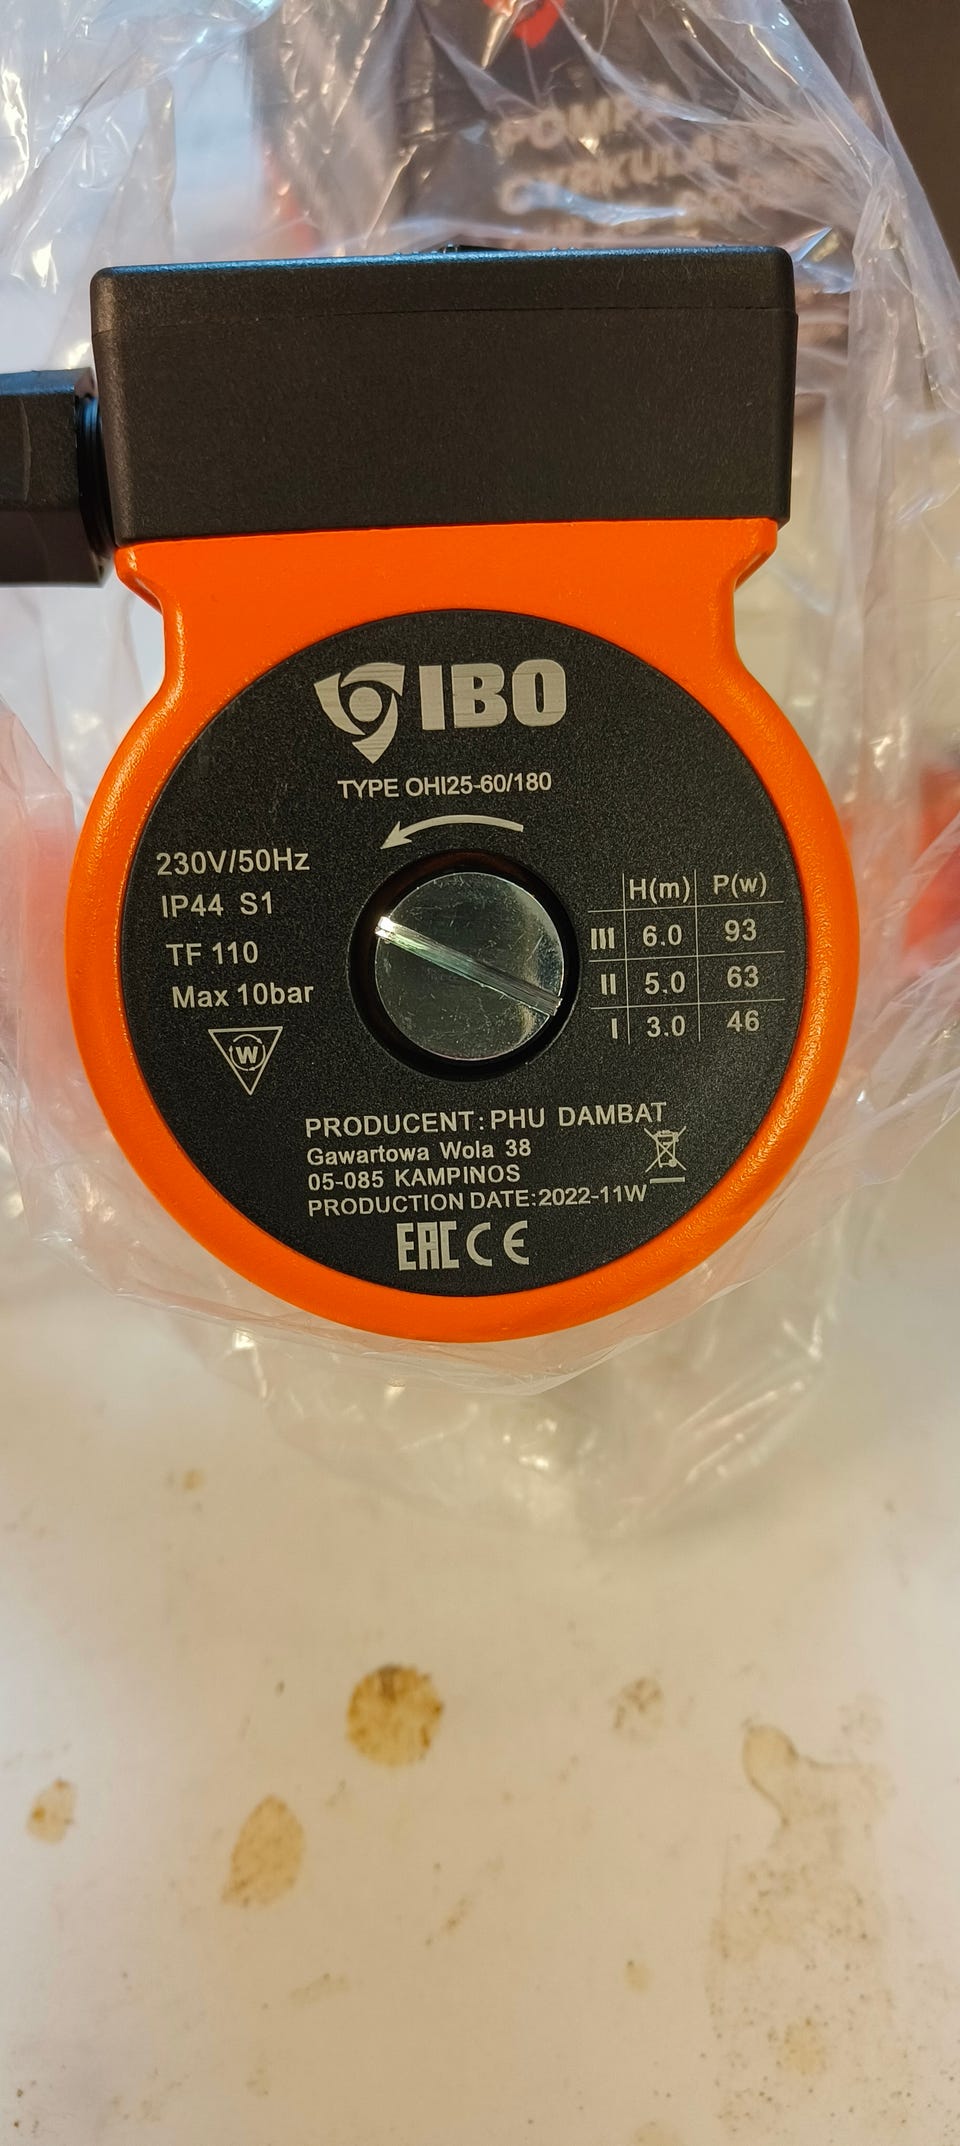 IBO
TYPE OHI25-60/180
230V/50Hz
IP44 S1
TF 110
Max 10bar
W
H(m) P(w)
III 6.0 93
II 5.0 63
I 3.0 46
PRODUCENT: PHU DAMBAT
Gawartowa Wola 38
05-085 KAMPINOS
PRODUCTION DATE:2022-11W
EAC CE